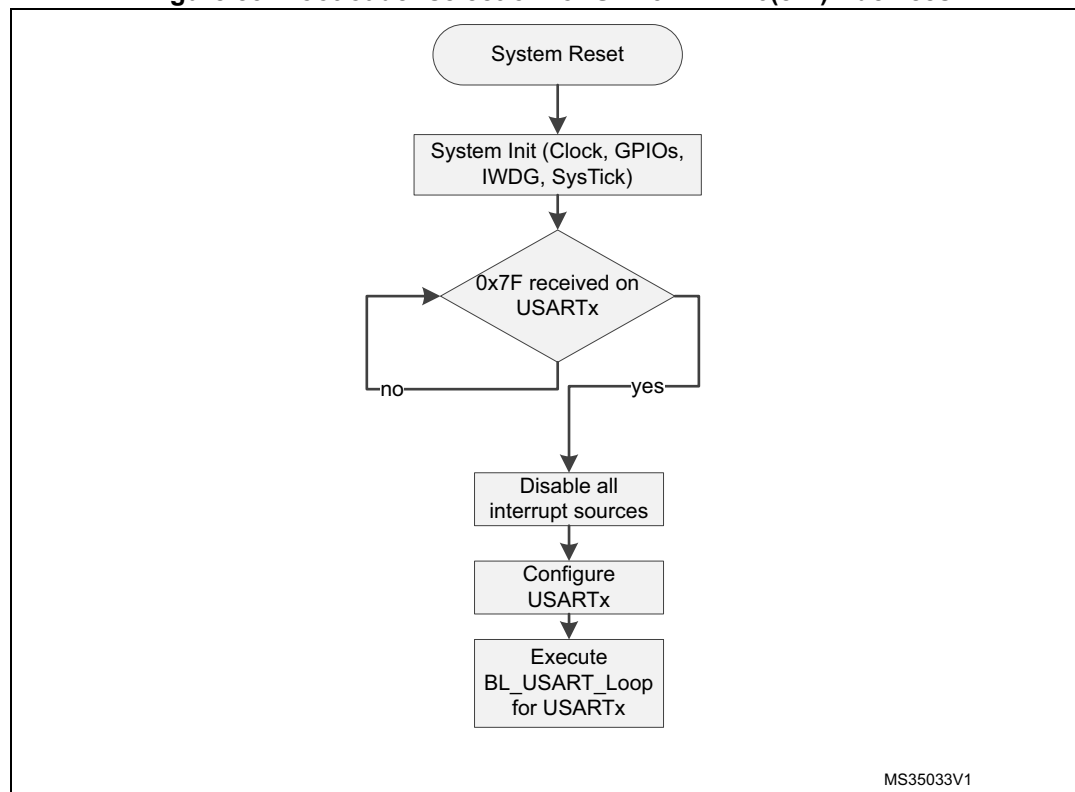 System Reset
System Init (Clock, GPIOs,
IWDG, SysTick)
0x7F received on
USARTx
no
yes
Disable all
interrupt sources
Configure
USARTx
Execute
BL_USART_Loop
for USARTx
MS35033V1